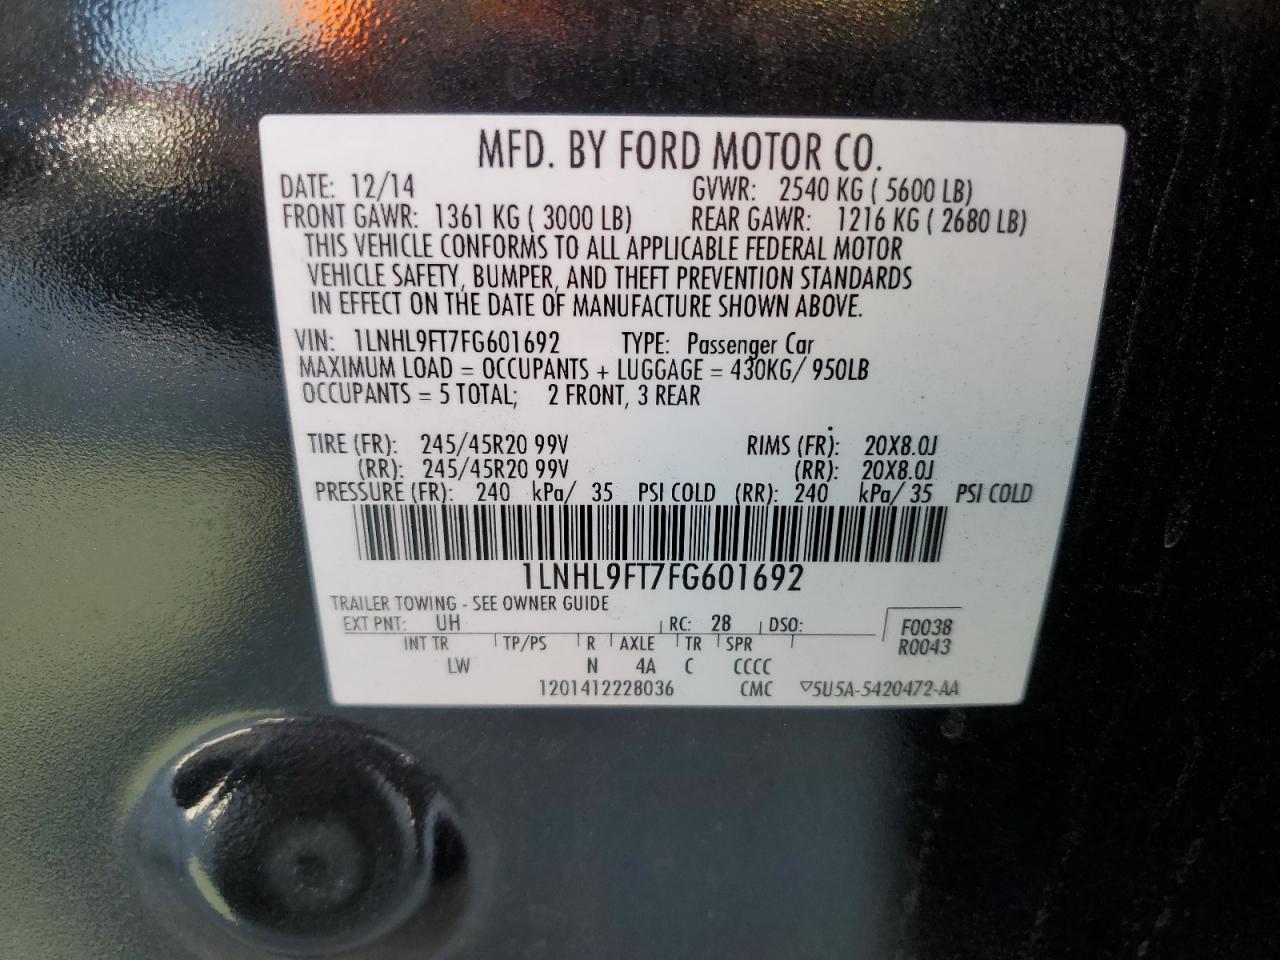 MFD. BY FORD MOTOR CO.
DATE: 12/14 GVWR: 2540 KG ( 5600 LB)
FRONT GAWR: 1361 KG ( 3000 LB) REAR GAWR: 1216 KG ( 2680 LB)
THIS VEHICLE CONFORMS TO ALL APPLICABLE FEDERAL MOTOR
VEHICLE SAFETY, BUMPER, AND THEFT PREVENTION STANDARDS
IN EFFECT ON THE DATE OF MANUFACTURE SHOWN ABOVE.
VIN: 1LNHL9FT7FG601692 TYPE: Passenger Car
MAXIMUM LOAD = OCCUPANTS + LUGGAGE = 430KG/ 950LB
OCCUPANTS = 5 TOTAL; 2 FRONT, 3 REAR
TIRE (FR): 245/45R20 99V RIMS (FR): 20X8.0J
(RR): 245/45R20 99V (RR): 20X8.0J
PRESSURE (FR): 240 kPa/ 35 PSI COLD (RR): 240 kPa/ 35 PSI COLD
1LNHL9FT7FG601692
TRAILER TOWING - SEE OWNER GUIDE
EXT PNT: UH RC: 28 DSO: F0038
INT TR TP/PS R AXLE TR SPR R0043
LW N 4A C CCCC
1201412228036 CMC ▽5U5A-5420472-AA